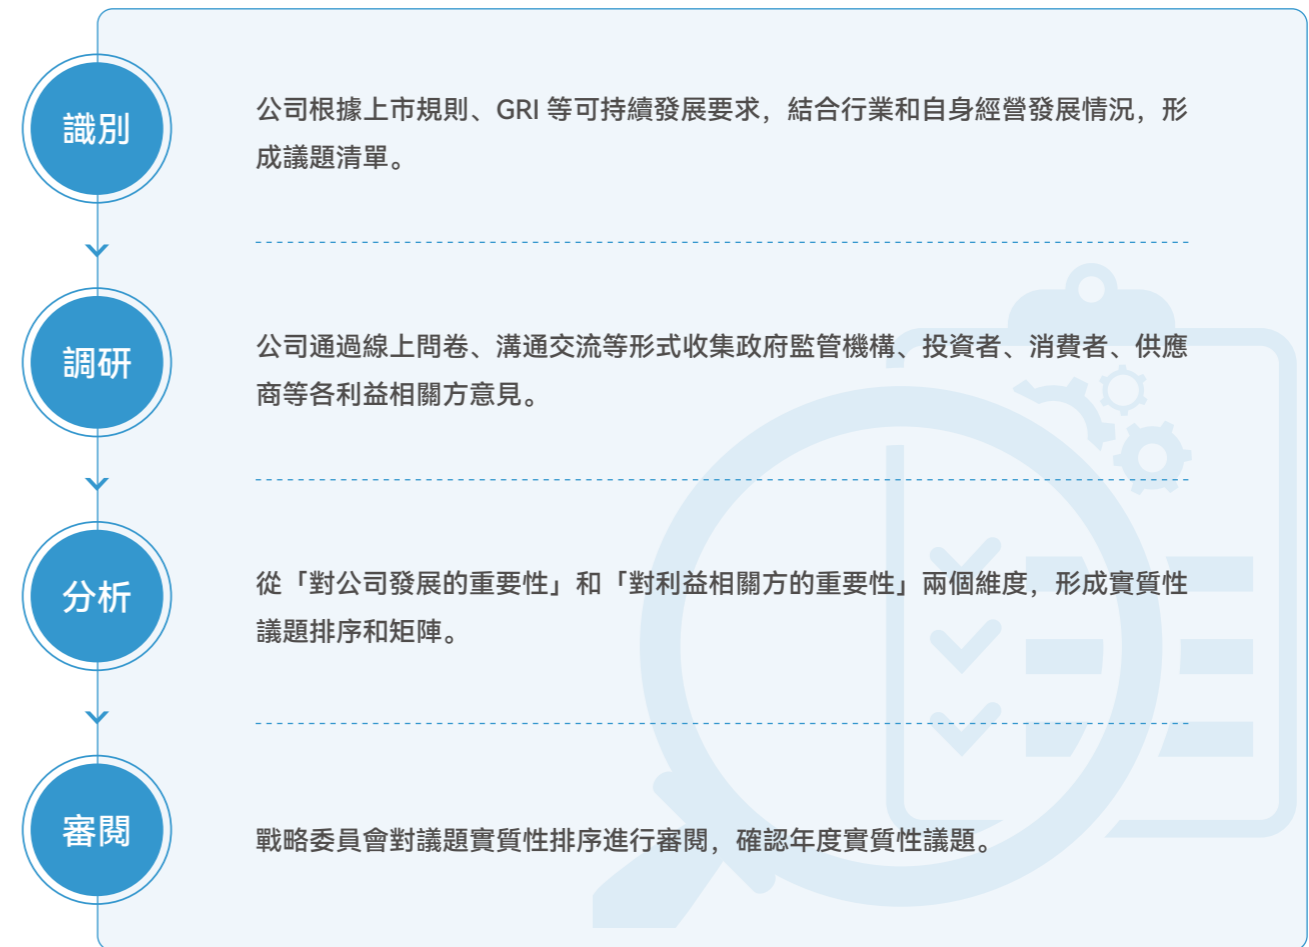 識別
公司根據上市規則、GRI 等可持續發展要求，結合行業和自身經營發展情況，形
成議題清單。
調研
公司通過線上問卷、溝通交流等形式收集政府監管機構、投資者、消費者、供應
商等各利益相關方意見。
分析
從「對公司發展的重要性」和「對利益相關方的重要性」兩個維度，形成實質性
議題排序和矩陣。
審閱
戰略委員會對議題實質性排序進行審閱，確認年度實質性議題。